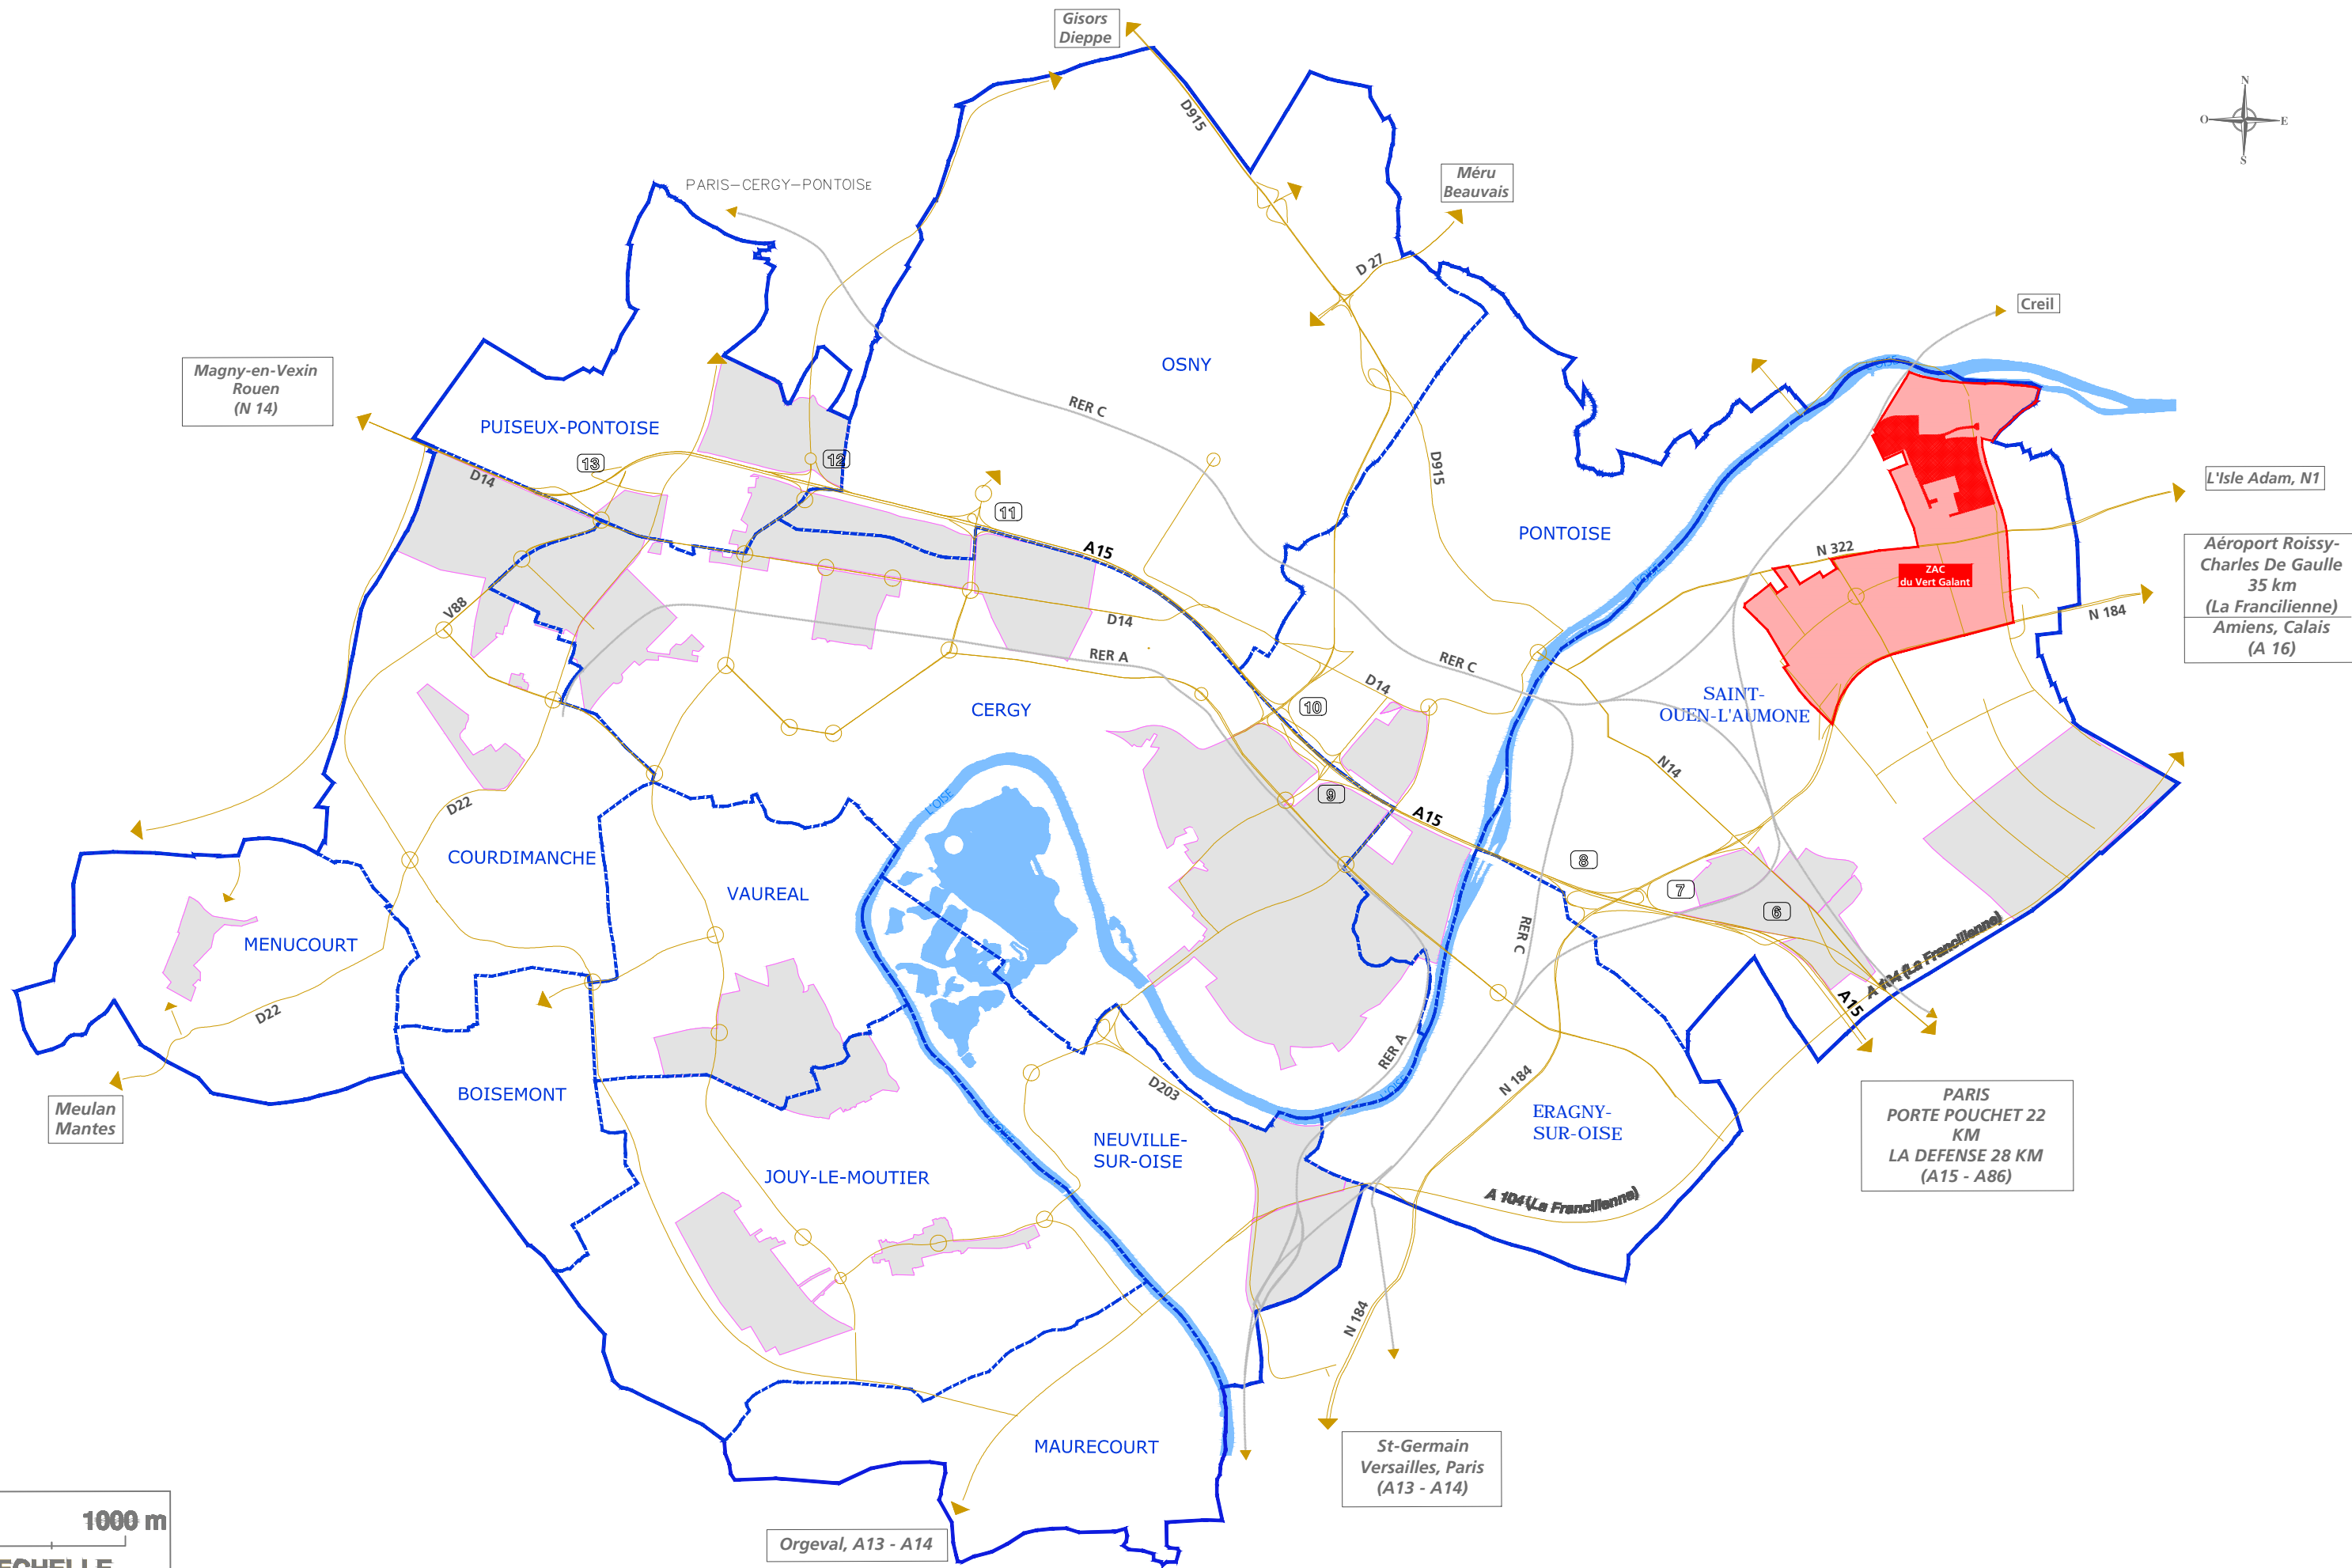 Gisors
Dieppe
N
O
E
S
D915
PARIS-CERGY-PONTOISE
Méru
Beauvais
D 27
Creil
OSNY
Magny-en-Vexin
Rouen
(N 14)
RER C
PUISEUX-PONTOISE
13
12
D14
D915
L'Isle Adam, N1
11
PONTOISE
A15
N 322
Aéroport Roissy-
Charles De Gaulle
35 km
(La Francilienne)
Amiens, Calais
(A 16)
ZAC
du Vert Galant
V88
D14
N 184
RER A
RER C
D14
SAINT-
OUEN-L'AUMONE
CERGY
10
N14
9
D22
L'OISE
A15
COURDIMANCHE
8
VAUREAL
7
6
RER C
MENUCOURT
A 104 (La Francilienne)
A15
D22
RER A
BOISEMONT
D203
N 184
PARIS
PORTE POUCHET 22
KM
LA DEFENSE 28 KM
(A15 - A86)
Meulan
Mantes
ERAGNY-
SUR-OISE
NEUVILLE-
SUR-OISE
JOUY-LE-MOUTIER
A 104 (La Francilienne)
N 184
MAURECOURT
St-Germain
Versailles, Paris
(A13 - A14)
1000 m
Orgeval, A13 - A14
ECHELLE